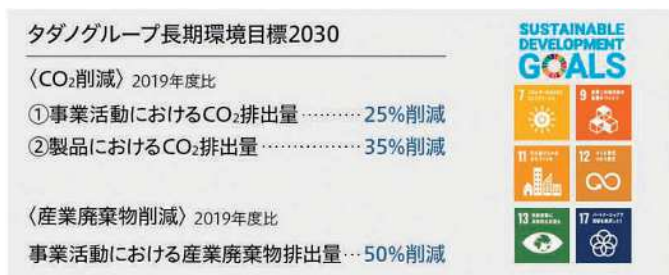 タダノグループ長期環境目標2030
〈CO₂削減〉 2019年度比
①事業活動におけるCO₂排出量………25%削減
②製品におけるCO₂排出量……………35%削減
〈産業廃棄物削減〉 2019年度比
事業活動における産業廃棄物排出量…50%削減
SUSTAINABLE
DEVELOPMENT
GOALS
7
9
11
12
13
17